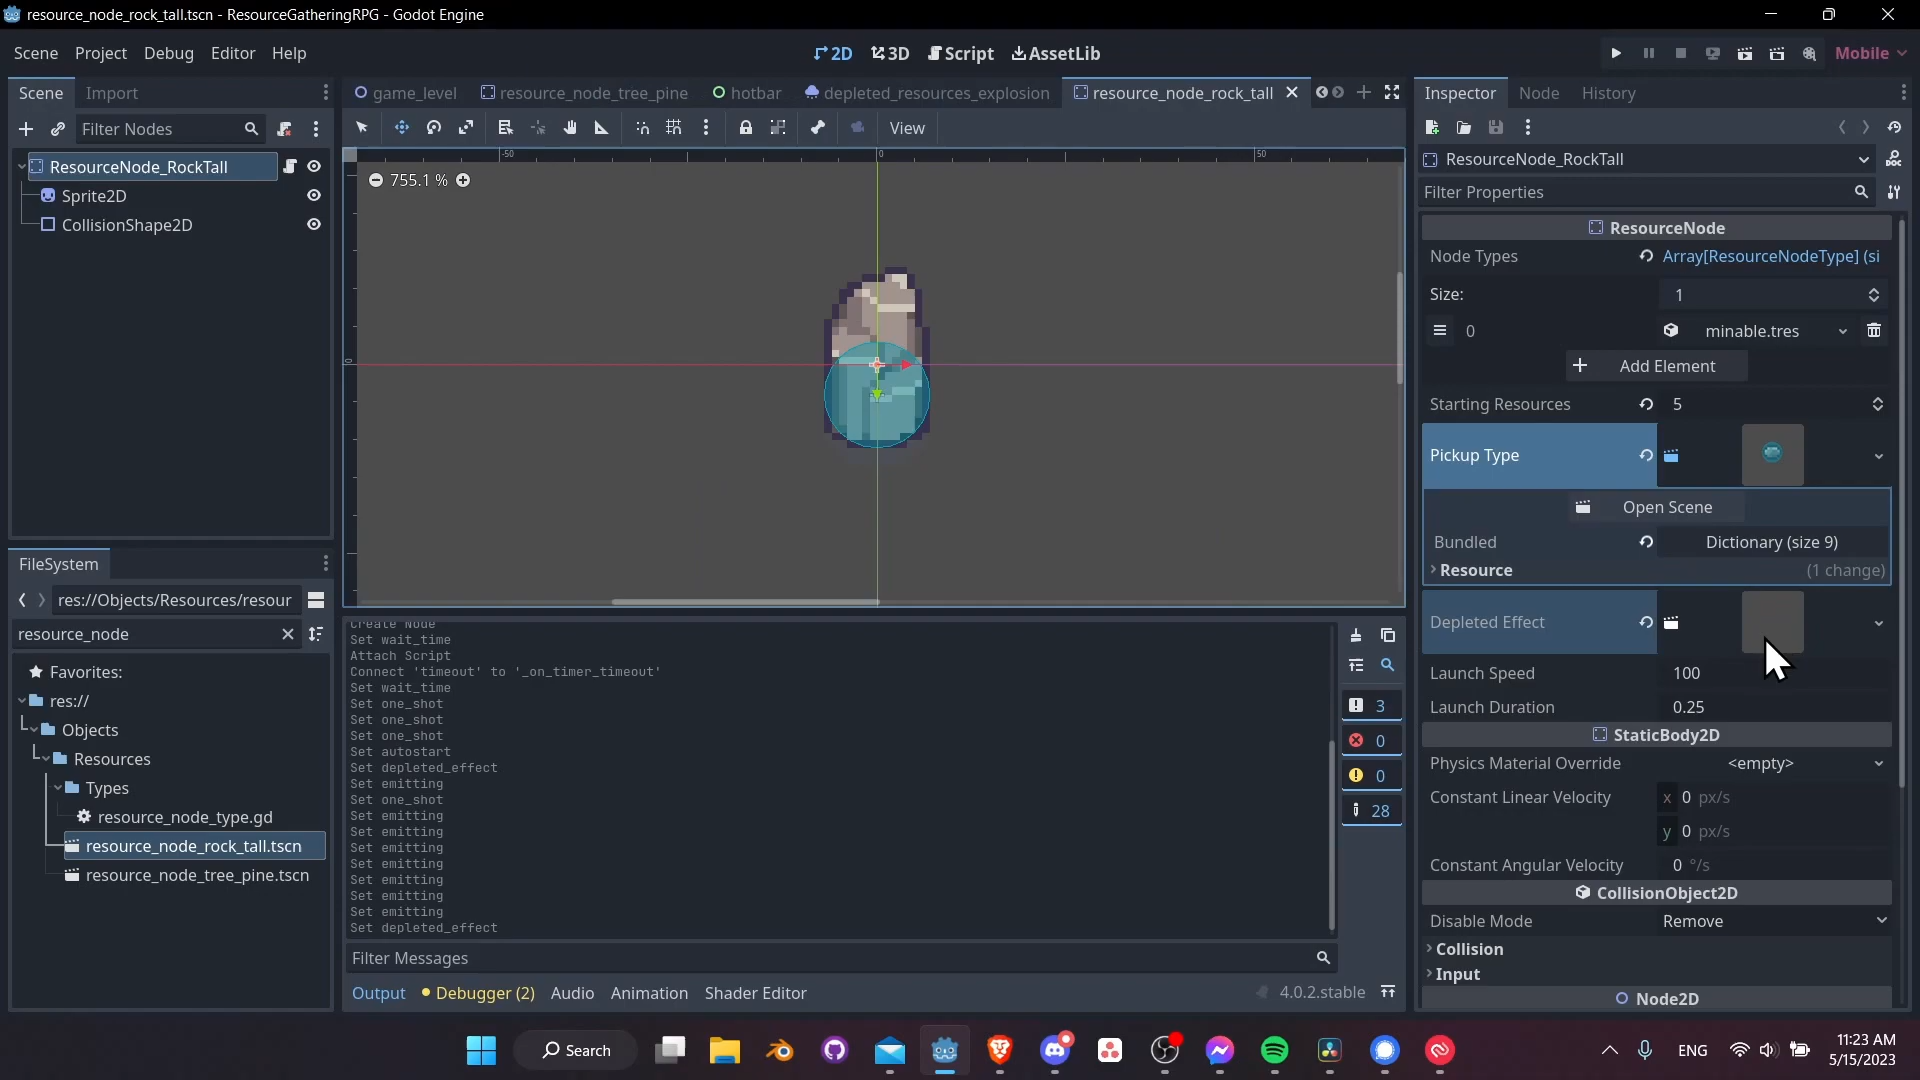 resource_node_rock_tall.tscn - ResourceGatheringRPG - Godot Engine
Scene Project Debug Editor Help
2D 3D Script AssetLib
Mobile
Scene Import
game_level resource_node_tree_pine hotbar depleted_resources_explosion resource_node_rock_tall
Inspector Node History
Filter Nodes
View
ResourceNode_RockTall
Sprite2D
CollisionShape2D
-50 0 50
755.1 %
0
ResourceNode_RockTall
Filter Properties
ResourceNode
Node Types Array[ResourceNodeType] (si
Size: 1
0 minable.tres
Add Element
Starting Resources 5
Pickup Type
Open Scene
Bundled Dictionary (size 9)
Resource (1 change)
Depleted Effect
Launch Speed 100
Launch Duration 0.25
StaticBody2D
Physics Material Override <empty>
Constant Linear Velocity x 0 px/s
y 0 px/s
Constant Angular Velocity 0 °/s
CollisionObject2D
Disable Mode Remove
Collision
Input
Node2D
FileSystem
res://Objects/Resources/resour
resource_node
Favorites:
res://
Objects
Resources
Types
resource_node_type.gd
resource_node_rock_tall.tscn
resource_node_tree_pine.tscn
Create Node
Set wait_time
Attach Script
Connect 'timeout' to '_on_timer_timeout'
Set wait_time
Set one_shot
Set one_shot
Set one_shot
Set autostart
Set depleted_effect
Set emitting
Set one_shot
Set emitting
Set emitting
Set emitting
Set emitting
Set emitting
Set emitting
Set emitting
Set depleted_effect
3
0
0
28
Filter Messages
Output Debugger (2) Audio Animation Shader Editor
4.0.2.stable
Search
ENG
11:23 AM
5/15/2023